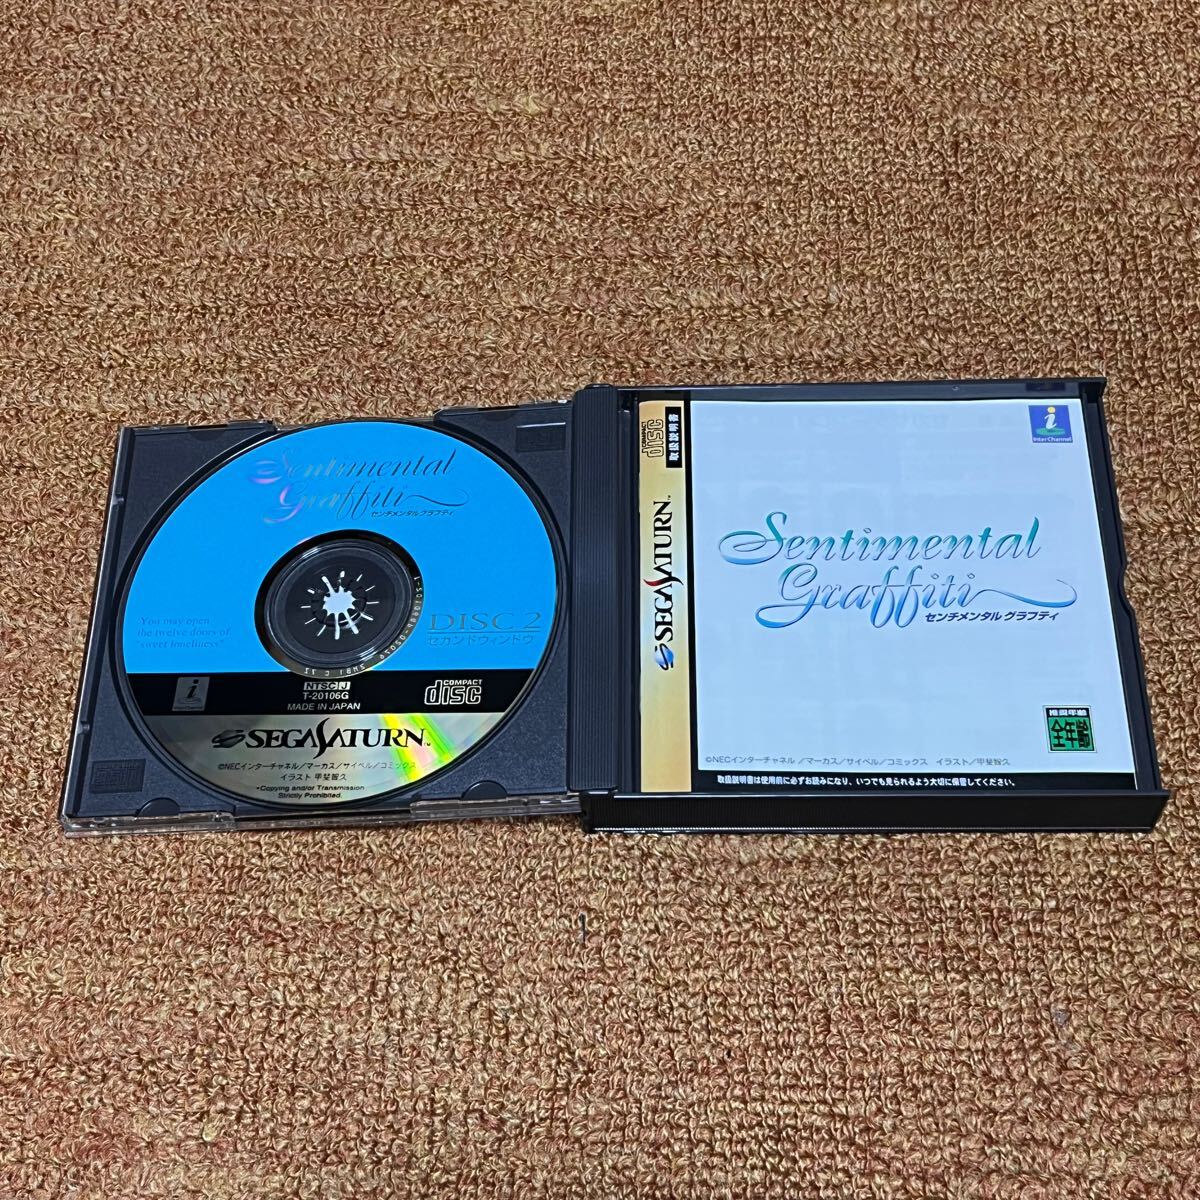 Sentimental
Graffiti
センチメンタルグラフティ
"You may open
the twelve doors of
"sweet loneliness"
DISC 2
セカンドウィンドウ
NTSC J
T-20106G
MADE IN JAPAN
COMPACT
disc
SEGA SATURN™
©NECインターチャネル／マーカス／サイベル／コミックス
イラスト 甲斐智久
•Copying and/or Transmission
Strictly Prohibited.
COMPACT
disc
取扱説明書
SEGA SATURN™
Inter Channel
Sentimental
Graffiti
センチメンタルグラフティ
推奨年齢
全年齢
©NECインターチャネル／マーカス／サイベル／コミックス イラスト／甲斐智久
取扱説明書は使用前に必ずお読みになり、いつでも見られるよう大切に保管してください。